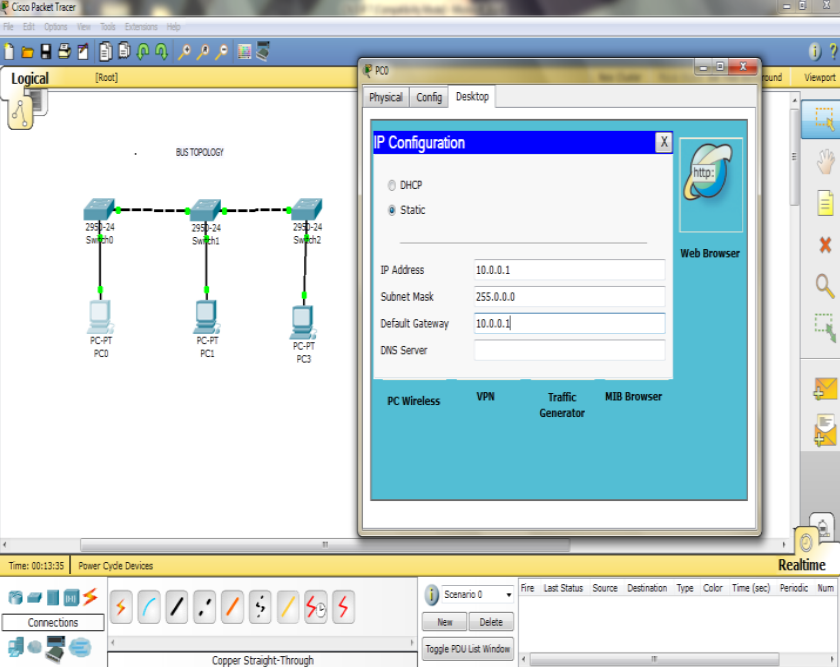 Cisco Packet Tracer
File Edit Options View Tools Extensions Help
Logical
[Root]
New Cluster
Viewport
BUS TOPOLOGY
2950-24
Switch0
2950-24
Switch1
2950-24
Switch2
PC-PT
PC0
PC-PT
PC1
PC-PT
PC3
PC0
Physical Config Desktop
IP Configuration X
DHCP
Static
IP Address 10.0.0.1
Subnet Mask 255.0.0.0
Default Gateway 10.0.0.1
DNS Server
http:
Web Browser
PC Wireless
VPN
Traffic
Generator
MIB Browser
Time: 00:13:35 Power Cycle Devices
Realtime
Connections
Copper Straight-Through
Scenario 0
New Delete
Toggle PDU List Window
Fire Last Status Source Destination Type Color Time (sec) Periodic Num